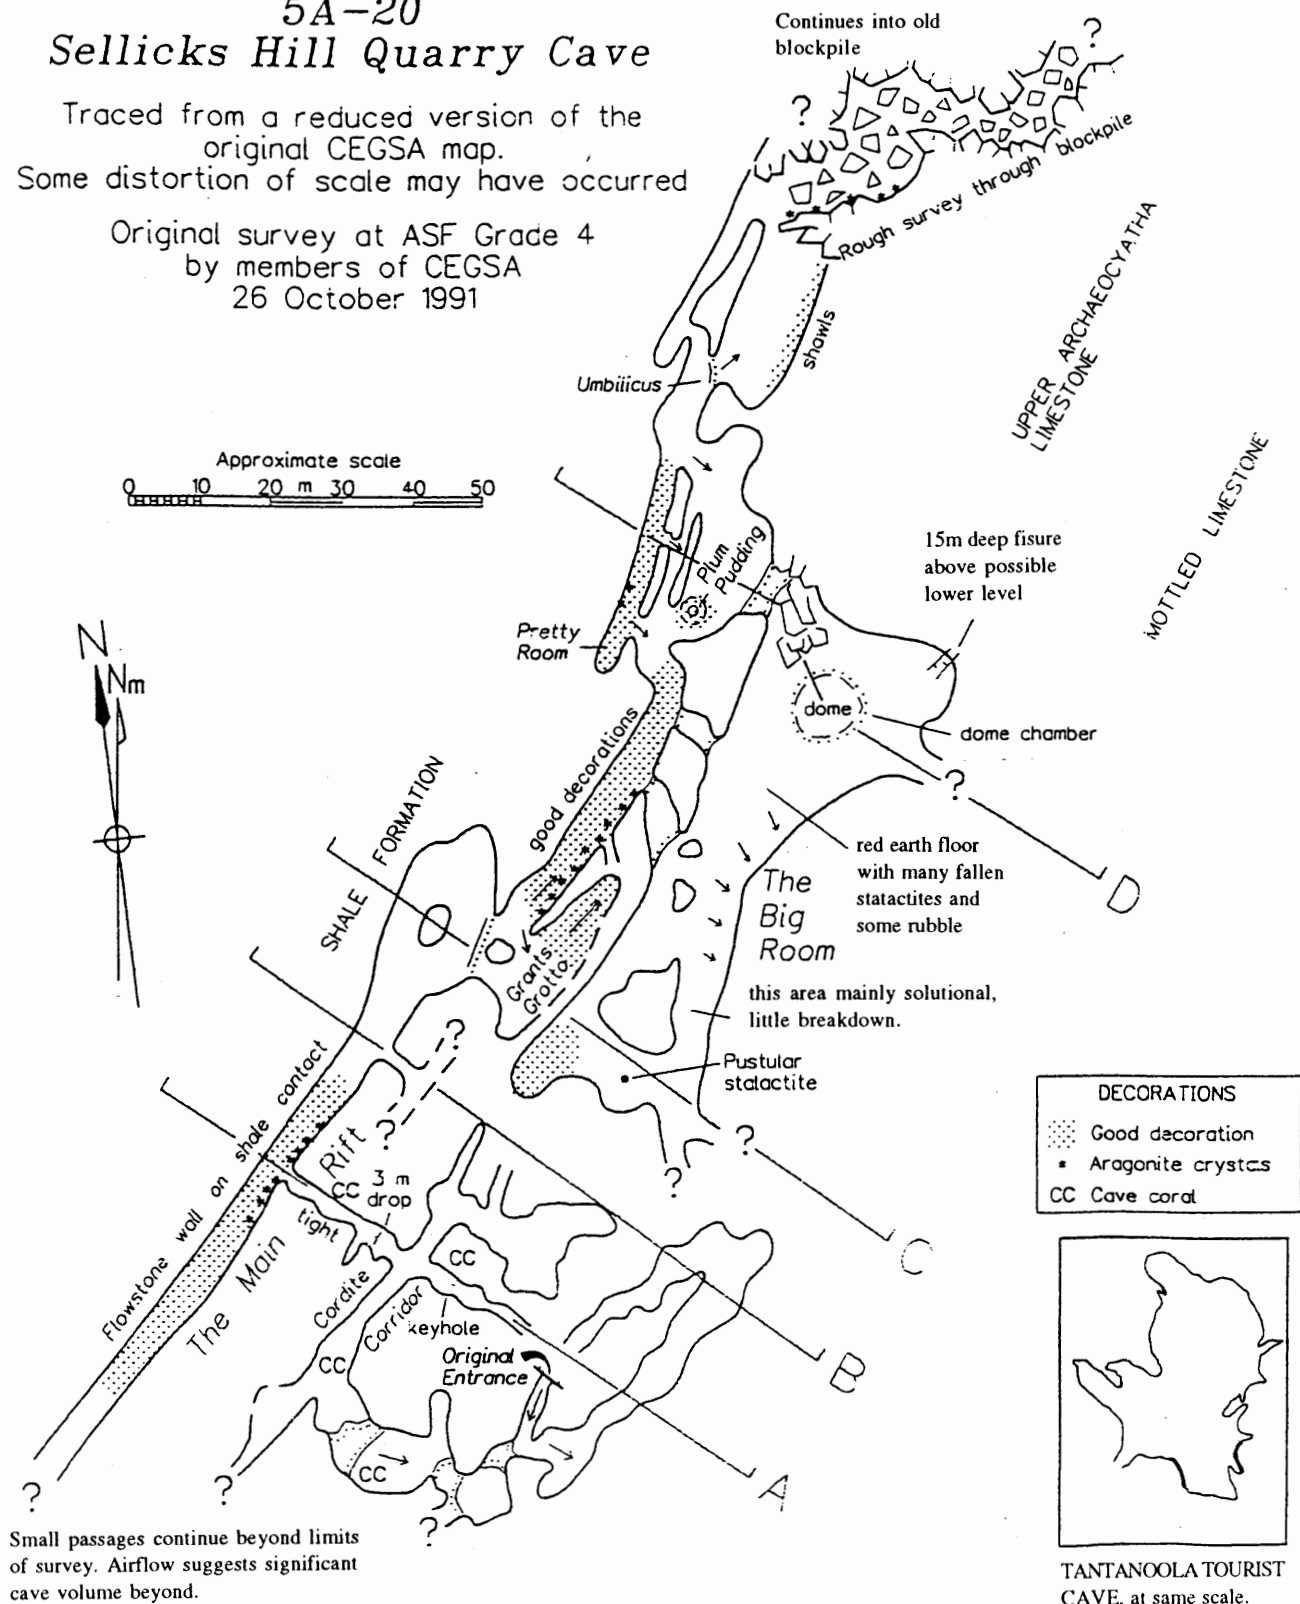 5A-20
Sellicks Hill Quarry Cave
Traced from a reduced version of the
original CEGSA map.
Some distortion of scale may have occurred
Original survey at ASF Grade 4
by members of CEGSA
26 October 1991
Continues into old
blockpile
?
?
Rough survey through blockpile
shawls
Umbilicus
UPPER ARCHAEOCYATHA
LIMESTONE
MOTTLED LIMESTONE
Approximate scale
0 10 20 m 30 40 50
Plum
Pudding
15m deep fisure
above possible
lower level
Pretty
Room
N
Nm
dome
dome chamber
?
good decorations
SHALE FORMATION
D
red earth floor
with many fallen
statactites and
some rubble
The
Big
Room
Grants
Grotto
this area mainly solutional,
little breakdown.
?
Pustular
stalactite
?
?
?
C
Flowstone wall on shale contact
Rift
CC
3 m
drop
tight
The Main
Cordite
Corridor
CC
keyhole
Original
Entrance
CC
CC
B
A
?
?
?
DECORATIONS
Good decoration
* Aragonite crystcs
CC Cave coral
Small passages continue beyond limits
of survey. Airflow suggests significant
cave volume beyond.
TANTANOOLA TOURIST
CAVE, at same scale.